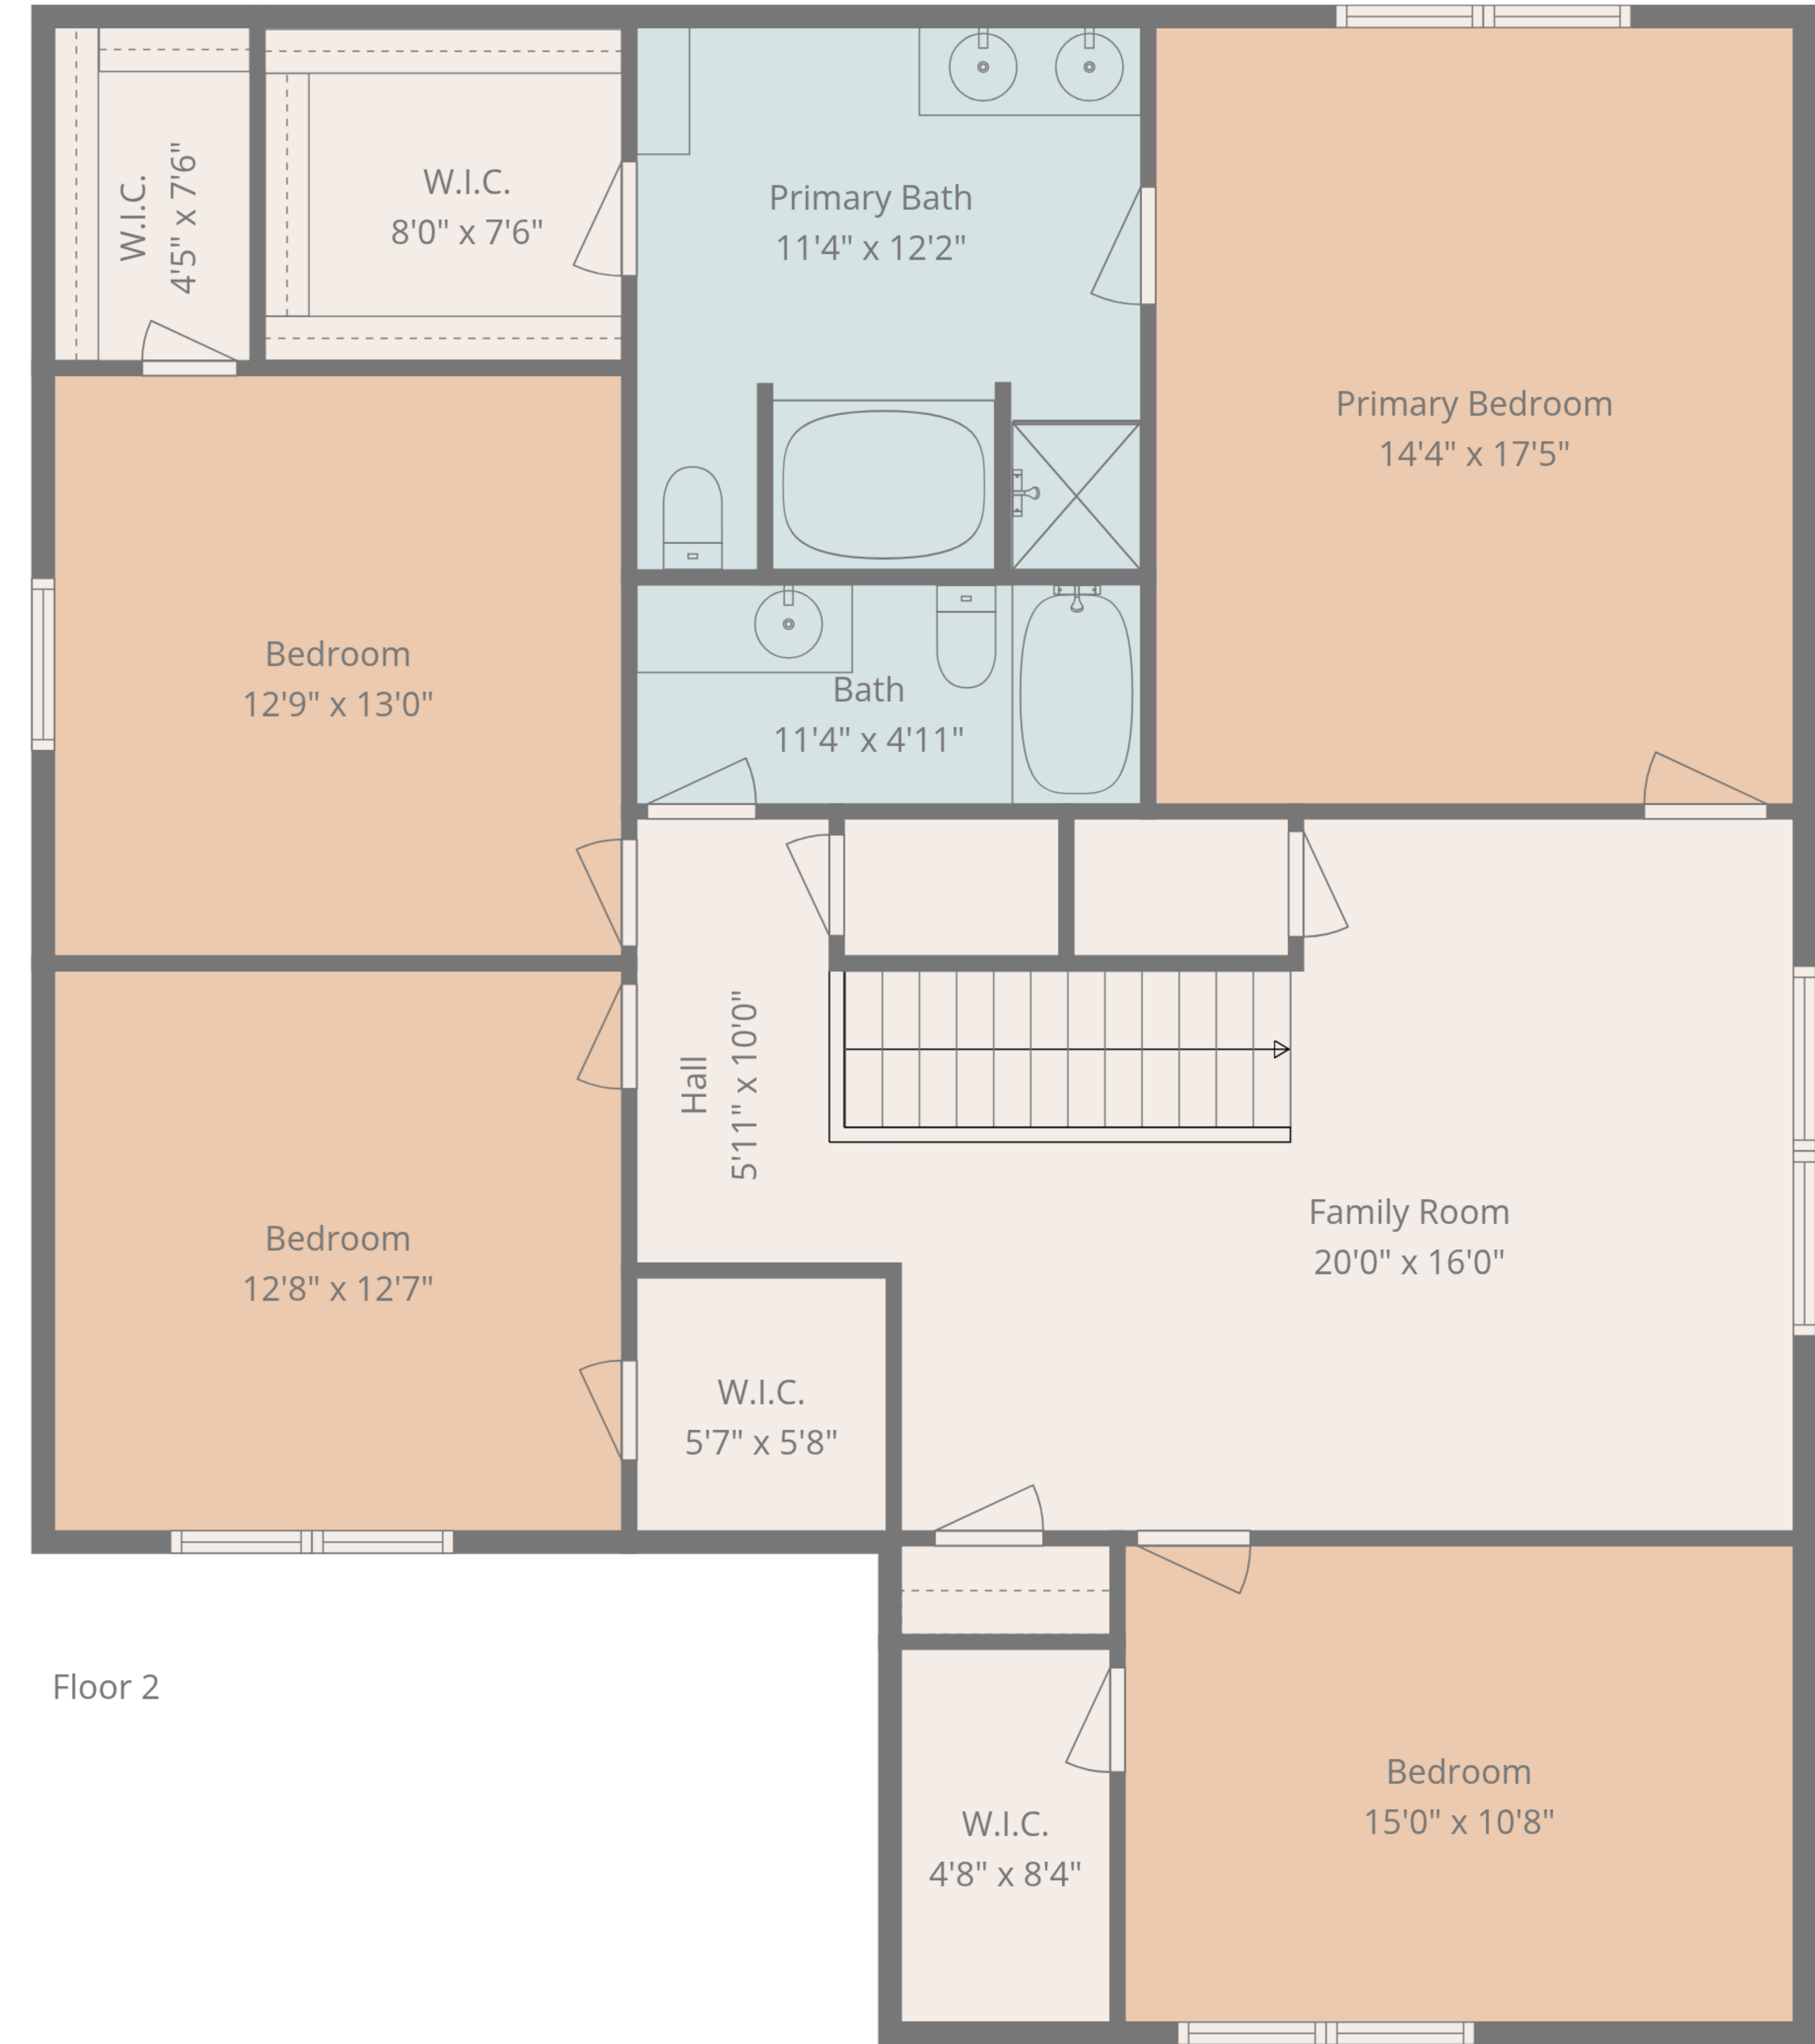 W.I.C.
4'5" x 7'6"
W.I.C.
8'0" x 7'6"
Primary Bath
11'4" x 12'2"
Primary Bedroom
14'4" x 17'5"
Bedroom
12'9" x 13'0"
Bath
11'4" x 4'11"
Hall
5'11" x 10'0"
Family Room
20'0" x 16'0"
Bedroom
12'8" x 12'7"
W.I.C.
5'7" x 5'8"
Floor 2
W.I.C.
4'8" x 8'4"
Bedroom
15'0" x 10'8"